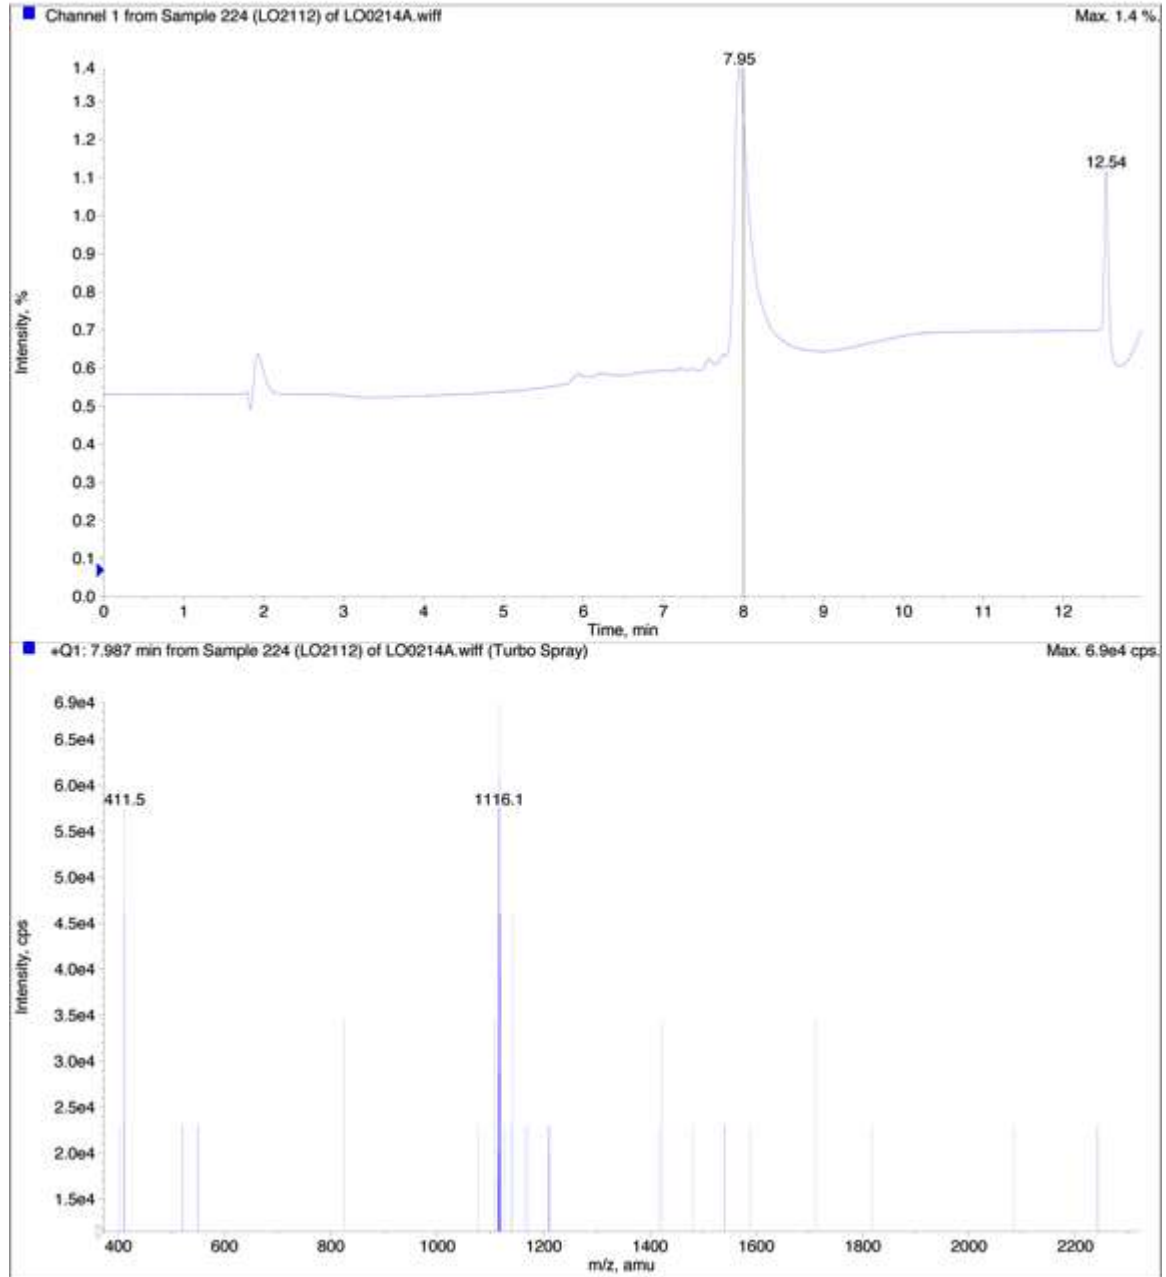 Channel 1 from Sample 224 (LO2112) of LO0214A.wiff Max. 1.4 %.
7.95
1.4
1.3
12.54
1.2
1.1
1.0
0.9
0.8
Intensity, %
0.7
0.6
0.5
0.4
0.3
0.2
0.1
0.0
0 1 2 3 4 5 6 7 8 9 10 11 12
Time, min
+Q1: 7.987 min from Sample 224 (LO2112) of LO0214A.wiff (Turbo Spray) Max. 6.9e4 cps.
6.9e4
6.5e4
6.0e4
411.5 1116.1
5.5e4
5.0e4
4.5e4
Intensity, cps
4.0e4
3.5e4
3.0e4
2.5e4
2.0e4
1.5e4
400 600 800 1000 1200 1400 1600 1800 2000 2200
m/z, amu